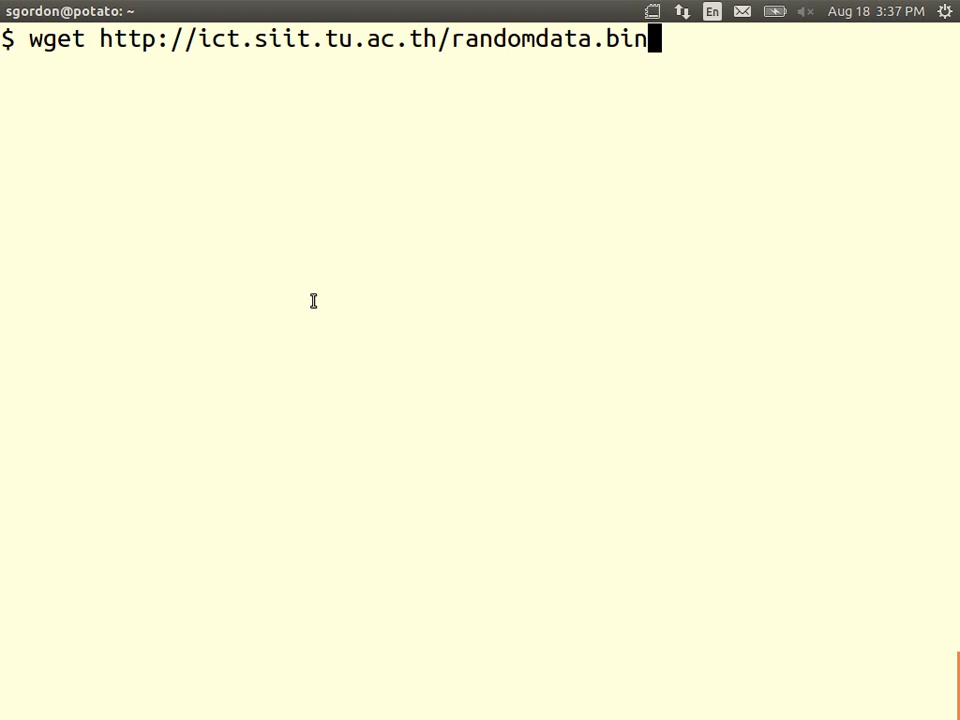 sgordon@potato: ~
En
Aug 18 3:37 PM
$ wget http://ict.siit.tu.ac.th/randomdata.bin